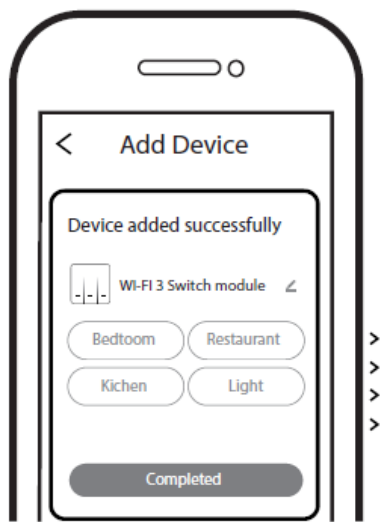 < Add Device
Device added successfully
WI-FI 3 Switch module
Bedtoom Restaurant
Kichen Light
Completed
>
>
>
>